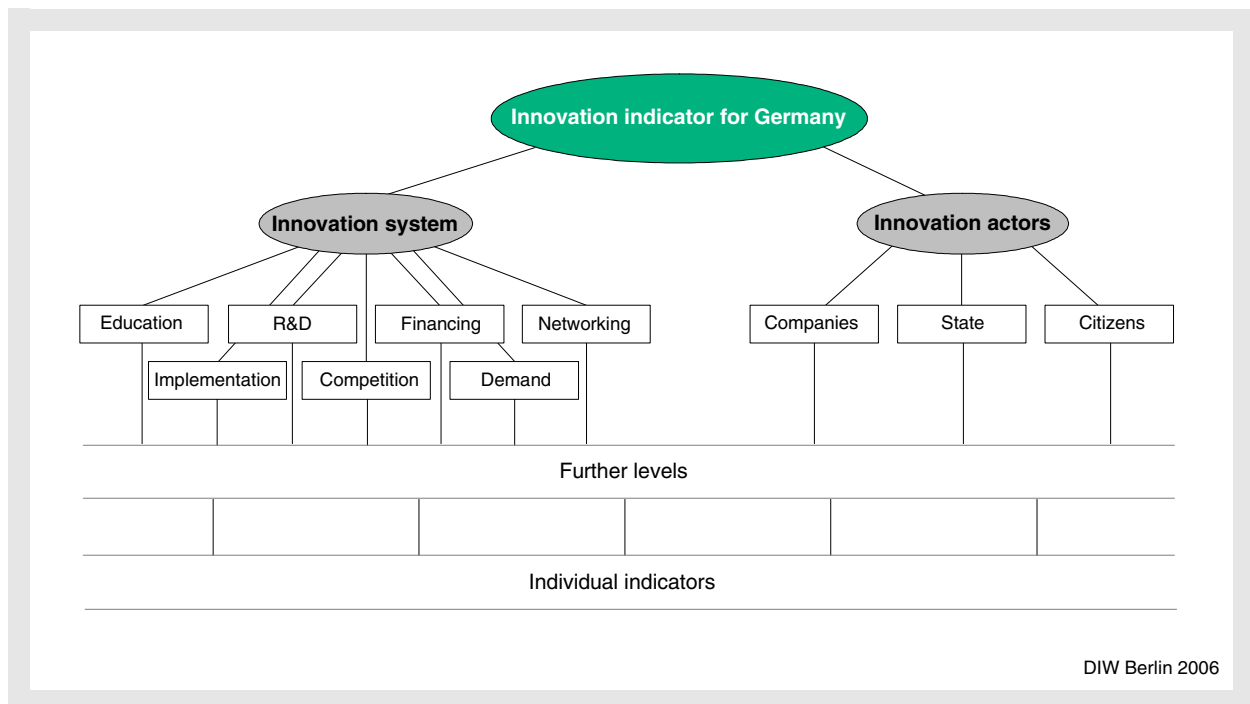 Innovation indicator for Germany
Innovation system
Innovation actors
Education
R&D
Financing
Networking
Companies
State
Citizens
Implementation
Competition
Demand
Further levels
Individual indicators
DIW Berlin 2006